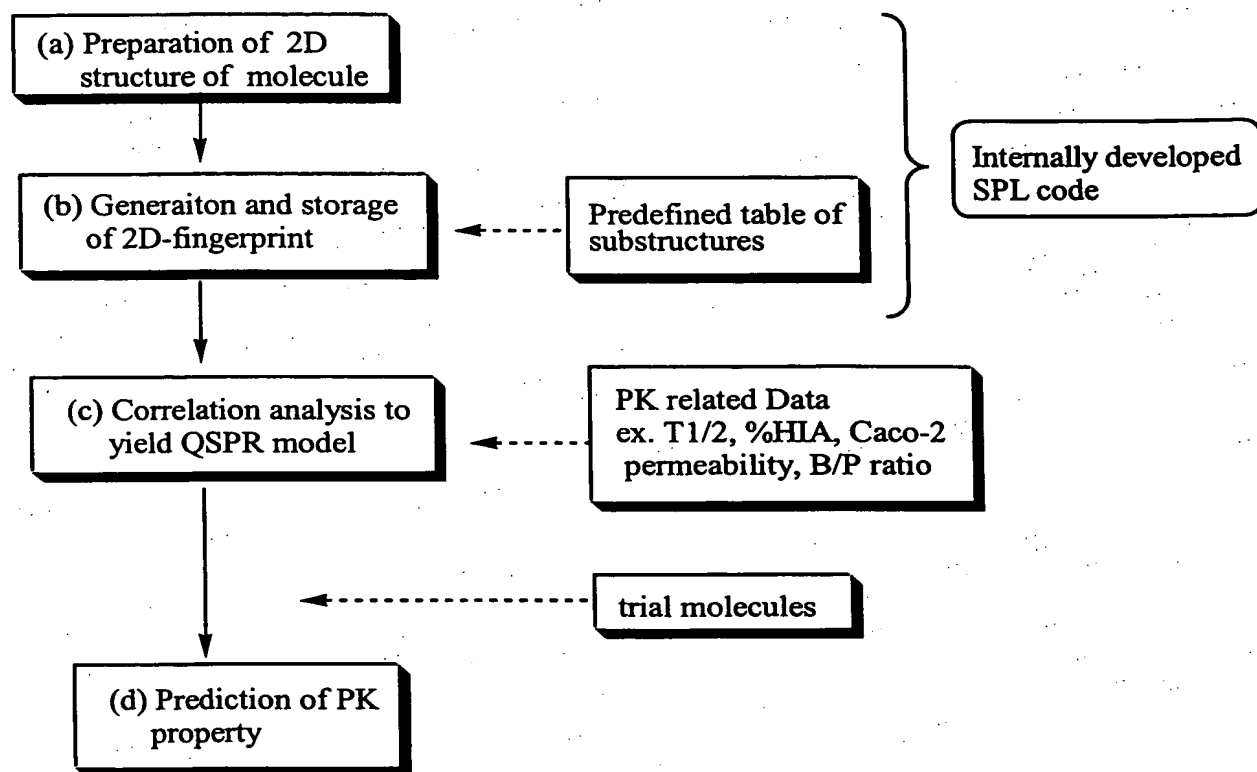 (a) Preparation of 2D
structure of molecule
Internally developed
SPL code
(b) Generaiton and storage
of 2D-fingerprint
Predefined table of
substructures
(c) Correlation analysis to
yield QSPR model
PK related Data
ex. T1/2, %HIA, Caco-2
permeability, B/P ratio
trial molecules
(d) Prediction of PK
property